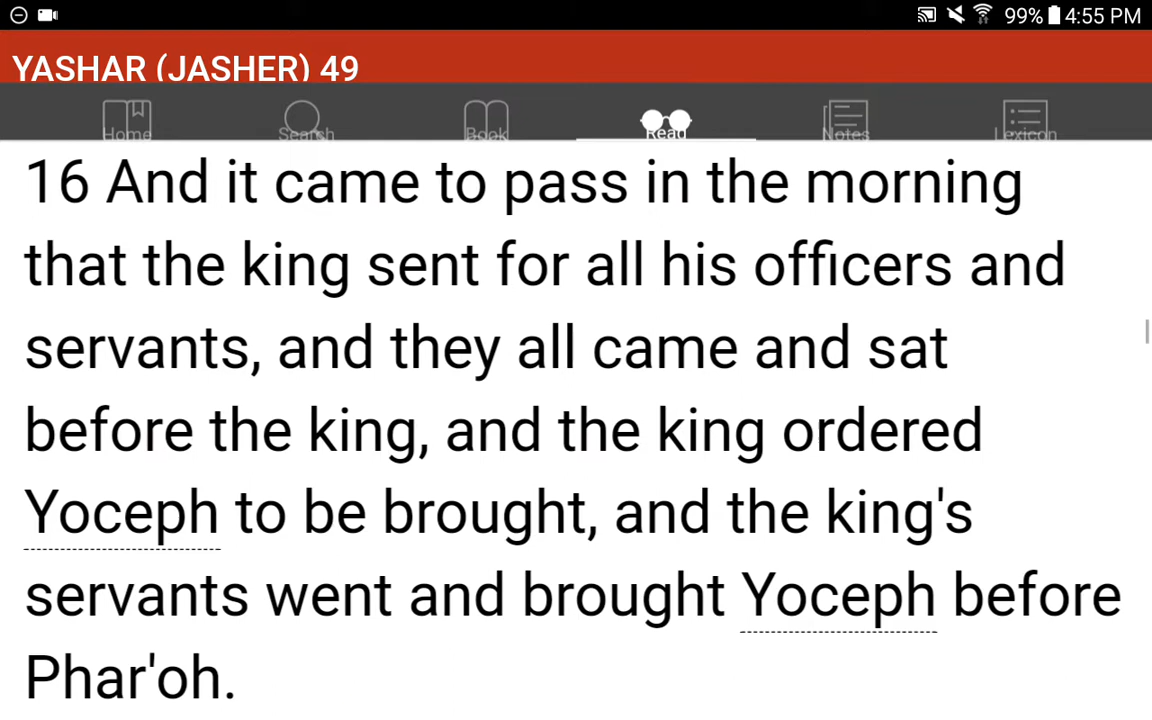 99% 4:55 PM
YASHAR (JASHER) 49
Home Search Book Read Notes Lexicon
16 And it came to pass in the morning
that the king sent for all his officers and
servants, and they all came and sat
before the king, and the king ordered
Yoceph to be brought, and the king's
servants went and brought Yoceph before
Phar'oh.